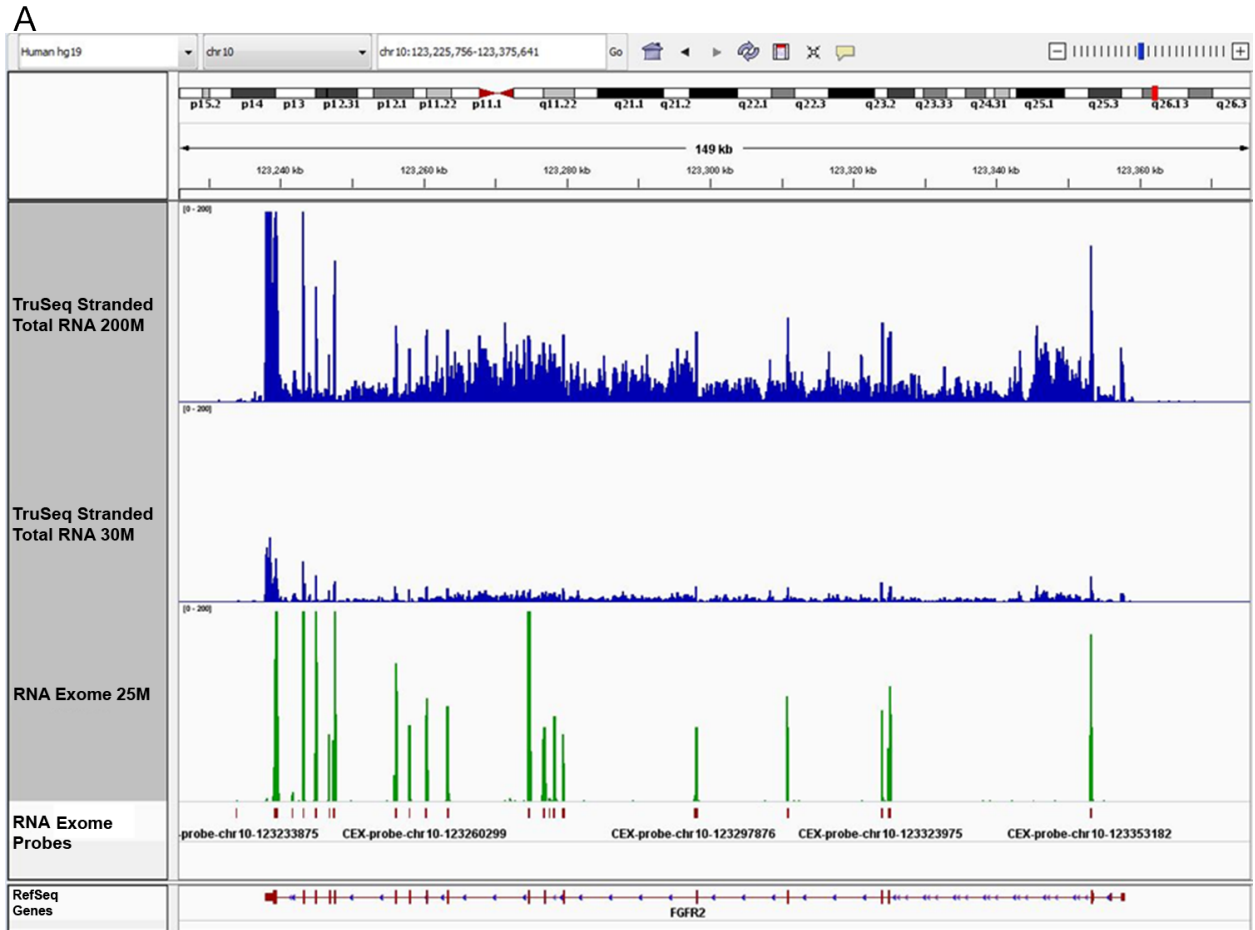 A
Human hg19
chr10
chr10:123,225,756-123,375,641
Go
p15.2 p14 p13 p12.31 p12.1 p11.22 p11.1 q11.22 q21.1 q21.2 q22.1 q22.3 q23.2 q23.33 q24.31 q25.1 q25.3 q26.13 q26.3
149 kb
123,240 kb 123,260 kb 123,280 kb 123,300 kb 123,320 kb 123,340 kb 123,360 kb
[0 - 200]
TruSeq Stranded
Total RNA 200M
[0 - 200]
TruSeq Stranded
Total RNA 30M
[0 - 200]
RNA Exome 25M
RNA Exome
Probes
-probe-chr10-123233875 CEX-probe-chr10-123260299 CEX-probe-chr10-123297876 CEX-probe-chr10-123323975 CEX-probe-chr10-123353182
RefSeq
Genes
FGFR2